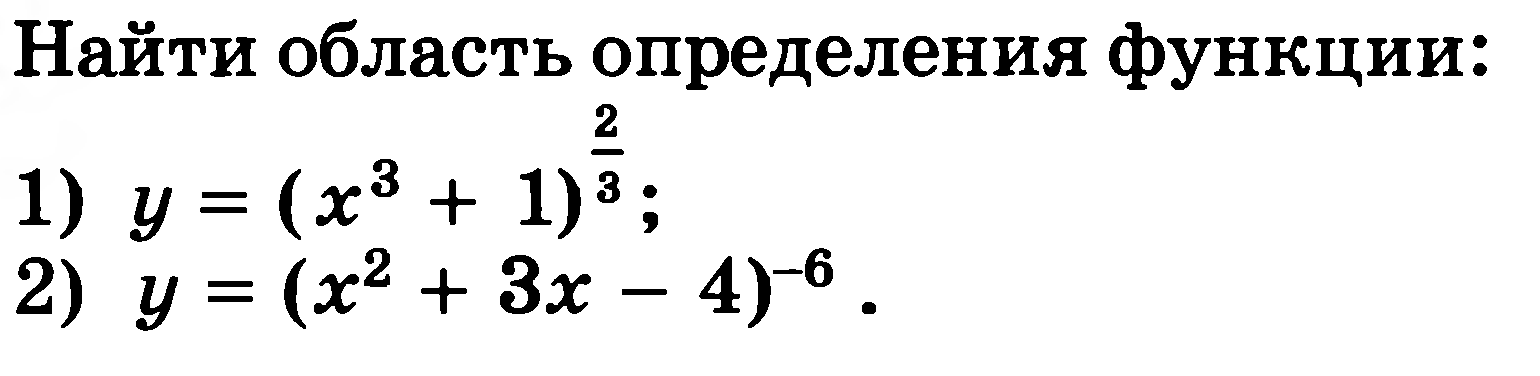 Найти область определения функции:
1) y = (x³ + 1)^(2/3);
2) y = (x² + 3x − 4)⁻⁶.